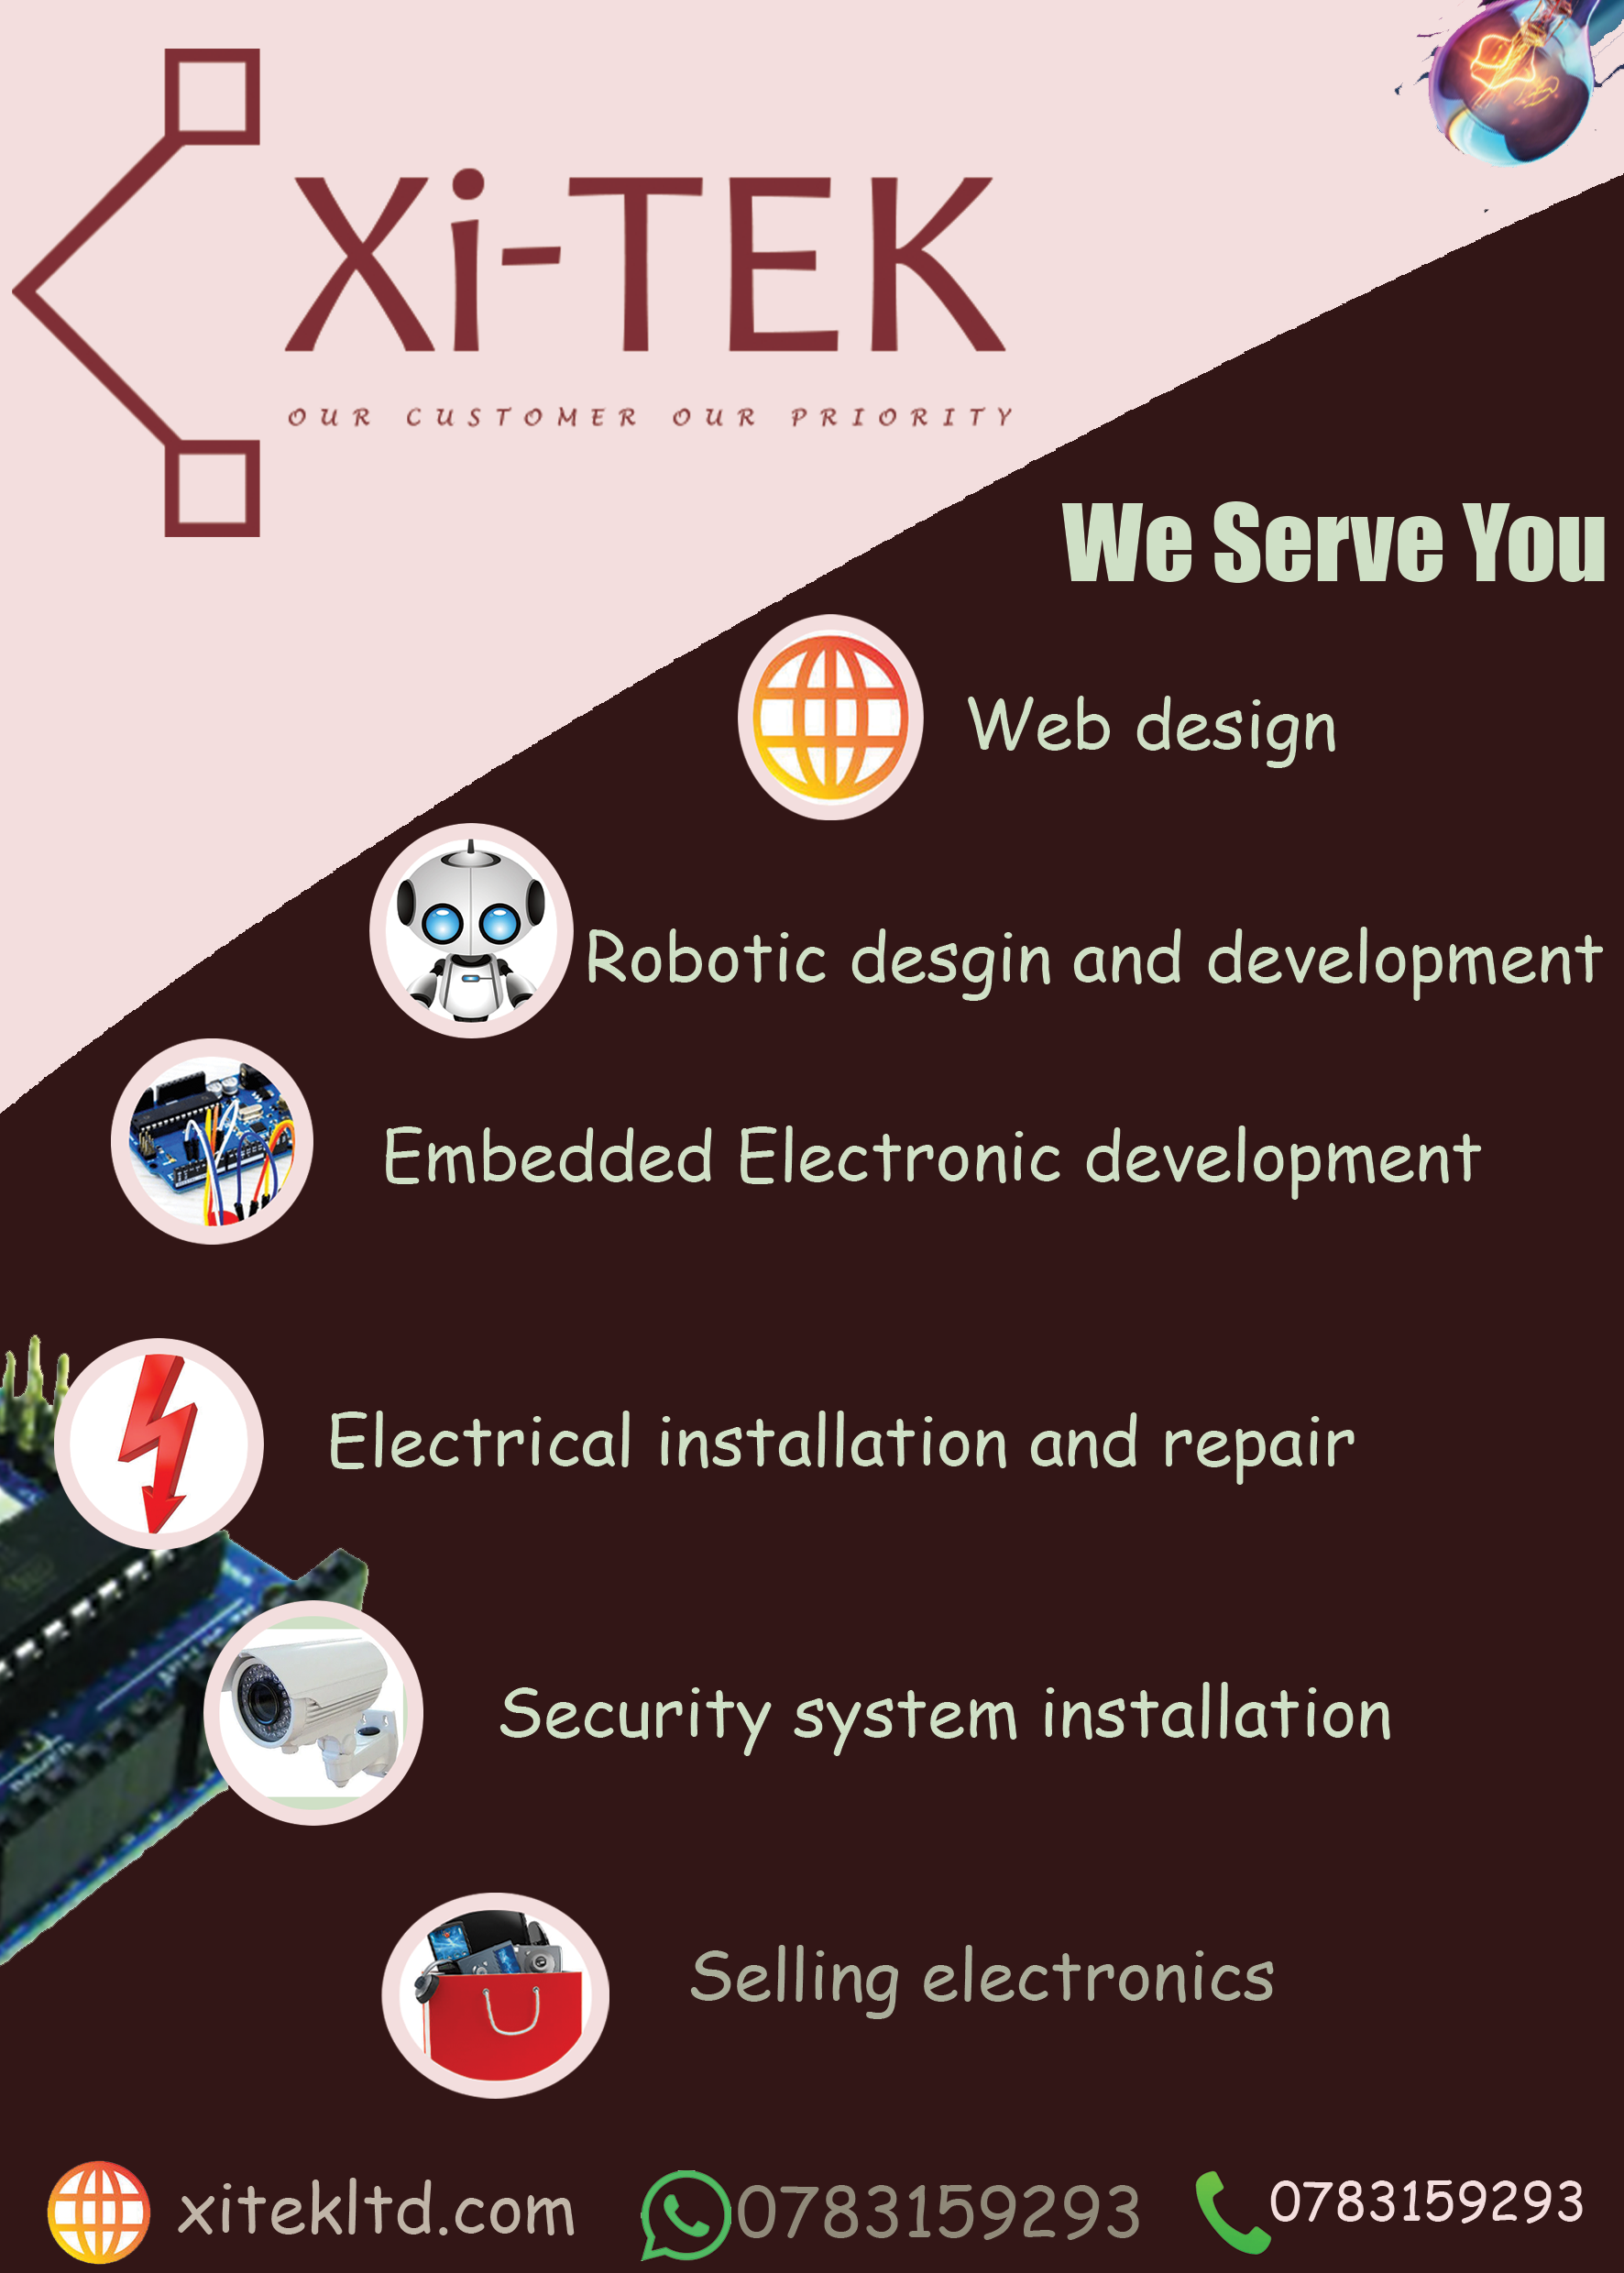 Xi-TEK
OUR CUSTOMER OUR PRIORITY
We Serve You
Web design
Robotic desgin and development
Embedded Electronic development
Electrical installation and repair
Security system installation
Selling electronics
xitekltd.com
0783159293
0783159293